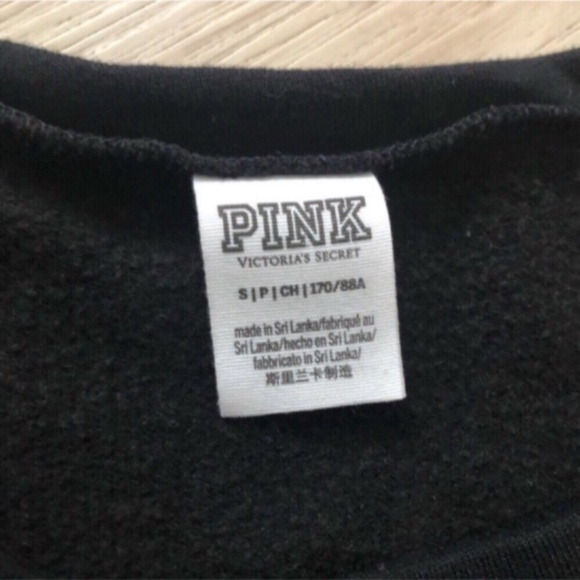 PINK
VICTORIA'S SECRET
S|P|CH|170/88A
made in Sri Lanka/fabriqué au
Sri Lanka/hecho en Sri Lanka/
fabbricato in Sri Lanka/
斯里兰卡制造